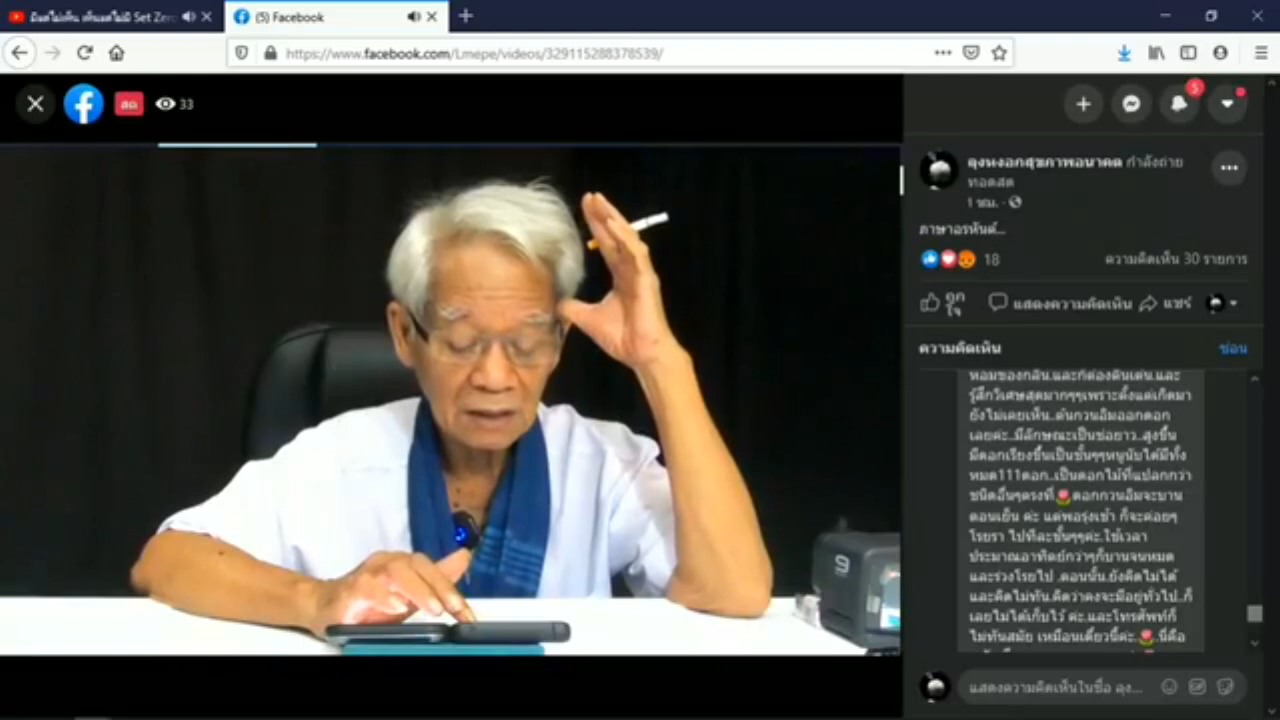 มีแต่ไม่เห็น เห็นแต่ไม่มี Set Zero
(5) Facebook
https://www.facebook.com/Lmepe/videos/329115288378539/
สด
33
5
ลุงหงอกสุขภาพอนาคต กำลังถ่าย
ทอดสด
1 ชม.
ภาษาอรหันต์...
18
ความคิดเห็น 30 รายการ
ถูก
ใจ
แสดงความคิดเห็น
แชร์
ความคิดเห็น
ซ่อน
หอมของกลิ่น.และก็ต้องตื่นเต้น.และ
รู้สึกวิเศษสุดมากๆๆเพราะตั้งแต่เกิดมา
ยังไม่เคยเห็น..ต้นกวนอิมออกดอก
เลยค่ะ..มีลักษณะเป็นช่อยาว..สูงขึ้น
มีดอกเรียงขึ้นเป็นชั้นๆๆหนูนับได้มีทั้ง
หมด111ดอก..เป็นดอกไม้ที่แปลกกว่า
ชนิดอื่นๆตรงที่🌷ดอกกวนอิมจะบาน
ตอนเย็น ค่ะ แต่พอรุ่งเช้า ก็จะค่อยๆ
โรยรา ไปทีละชั้นๆๆค่ะ.ใช้เวลา
ประมาณอาทิตย์กว่าๆก็บานจนหมด
และร่วงโรยไป .ตอนนั้น.ยังคิดไม่ได้
และคิดไม่ทัน.คิดว่าคงจะมีอยู่ทั่วไป..ก็
เลยไม่ได้เก็บไว้ ค่ะ.และโทรศัพท์ก็
ไม่ทันสมัย เหมือนเดี๋ยวนี้ค่ะ.🌷..นี่คือ
แสดงความคิดเห็นในชื่อ ลุง...
9